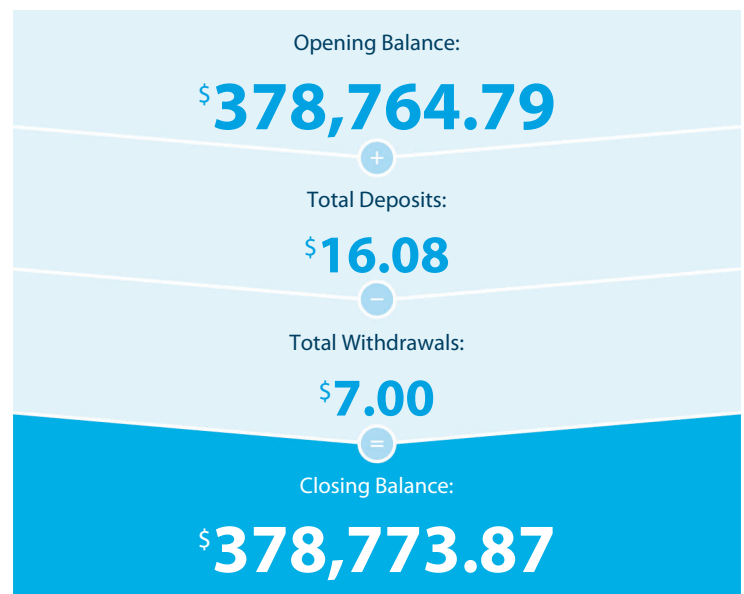 Opening Balance:
$378,764.79
+
Total Deposits:
$16.08
−
Total Withdrawals:
$7.00
=
Closing Balance:
$378,773.87